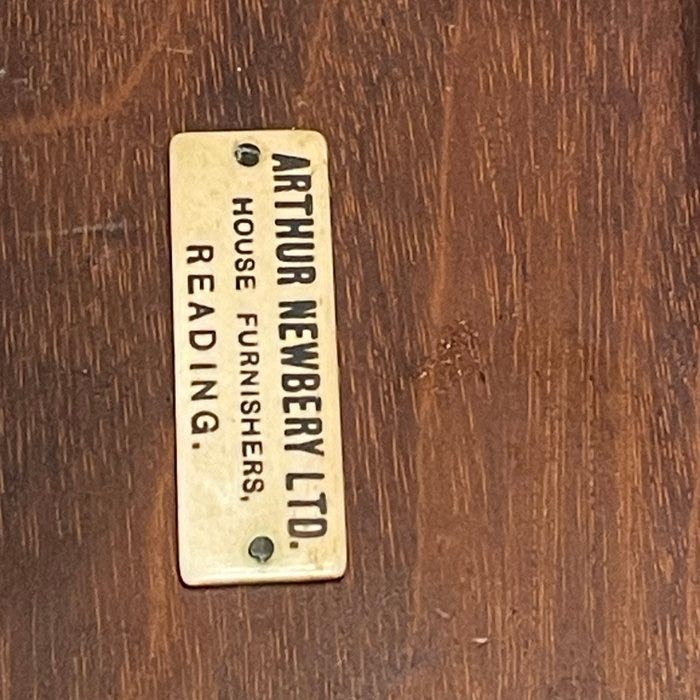 ARTHUR NEWBERY LTD.
HOUSE FURNISHERS,
READING.